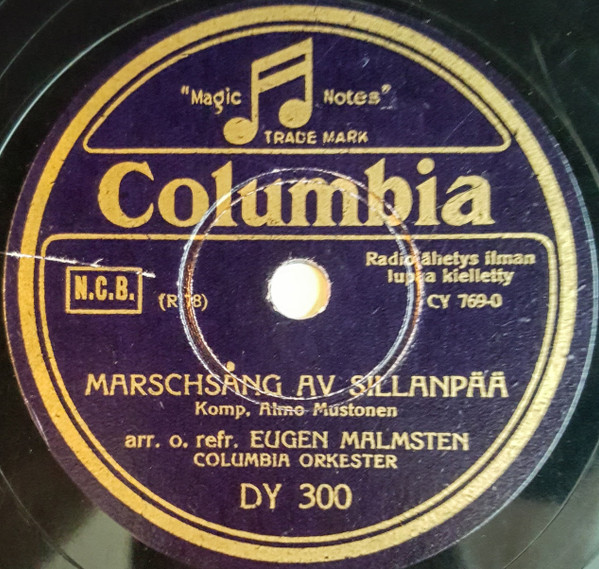 "Magic Notes"
TRADE MARK
Columbia
Radiolähetys ilman
lupaa kielletty
N.C.B.
(R 18)
CY 769-0
MARSCHSÅNG AV SILLANPÄÄ
Komp. Aimo Mustonen
arr. o. refr. EUGEN MALMSTEN
COLUMBIA ORKESTER
DY 300